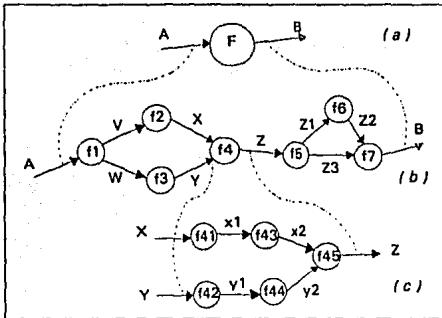 A F B (a)
f2 f6
V X Z1 Z2 B
f1 f4 Z f5 f7
A W Y Z3
f3 (b)
X f41 x1 f43 x2
f45 Z
Y f42 y1 f44 y2 (c)